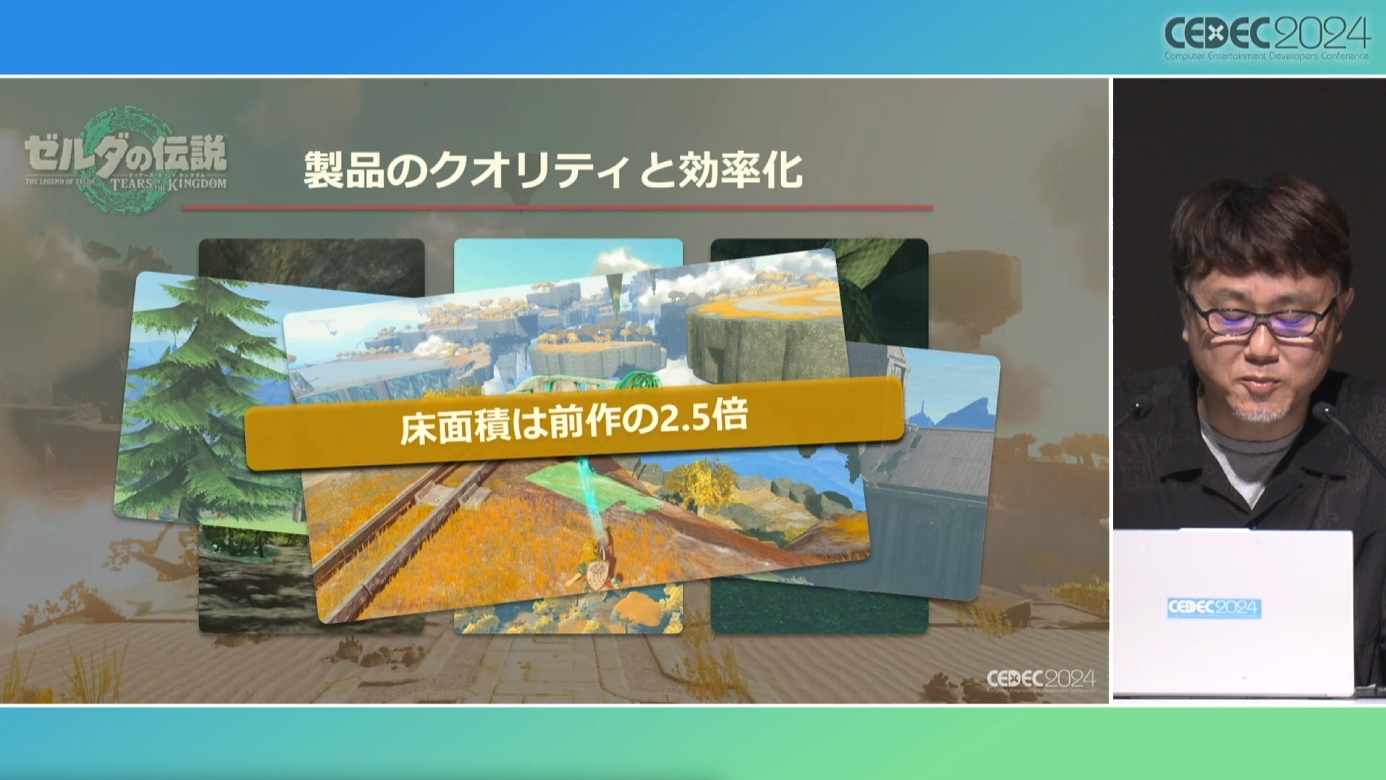 CEDEC2024
Computer Entertainment Developers Conference
ゼルダの伝説
THE LEGEND OF ZELDA
TEARS OF THE KINGDOM
製品のクオリティと効率化
床面積は前作の2.5倍
CEDEC2024
CEDEC2024